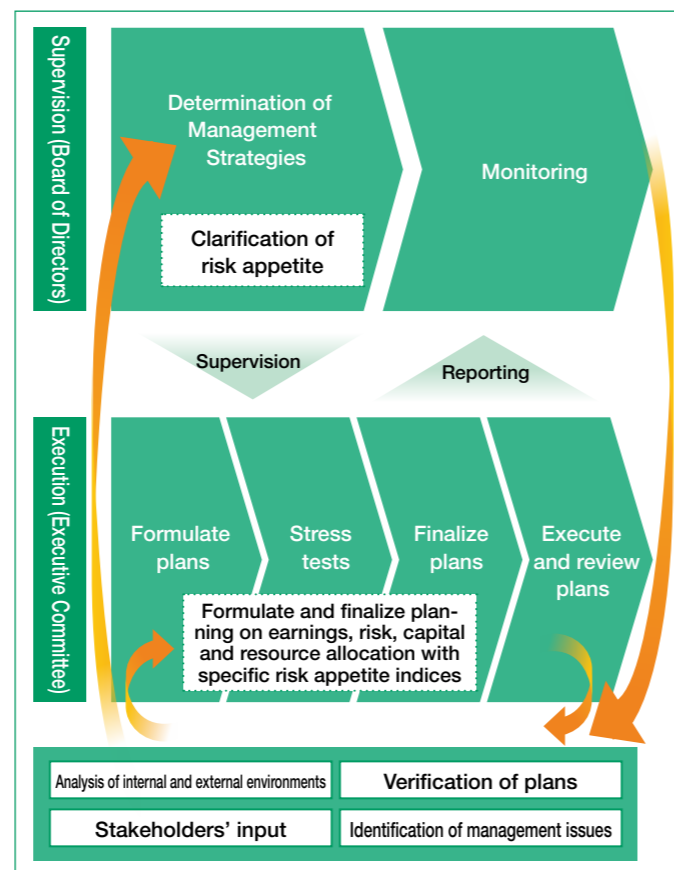 Supervision (Board of Directors)
Determination of
Management
Strategies
Clarification of
risk appetite
Monitoring
Supervision
Reporting
Execution (Executive Committee)
Formulate
plans
Stress
tests
Finalize
plans
Execute
and review
plans
Formulate and finalize plan-
ning on earnings, risk, capital
and resource allocation with
specific risk appetite indices
Analysis of internal and external environments
Verification of plans
Stakeholders' input
Identification of management issues